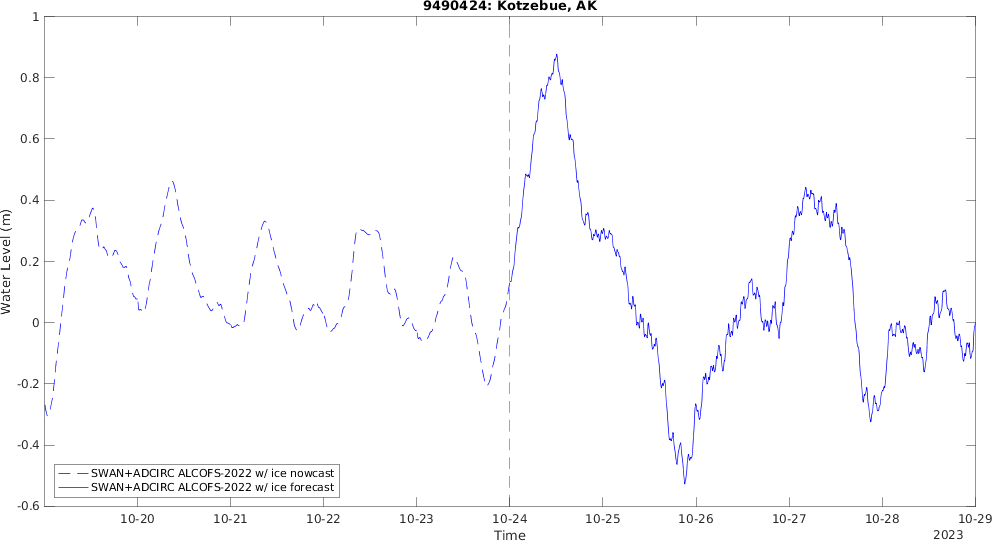 9490424: Kotzebue, AK
1
0.8
0.6
0.4
0.2
0
-0.2
-0.4
-0.6
Water Level (m)
SWAN+ADCIRC ALCOFS-2022 w/ ice nowcast
SWAN+ADCIRC ALCOFS-2022 w/ ice forecast
10-20 10-21 10-22 10-23 10-24 10-25 10-26 10-27 10-28 10-29
Time
2023